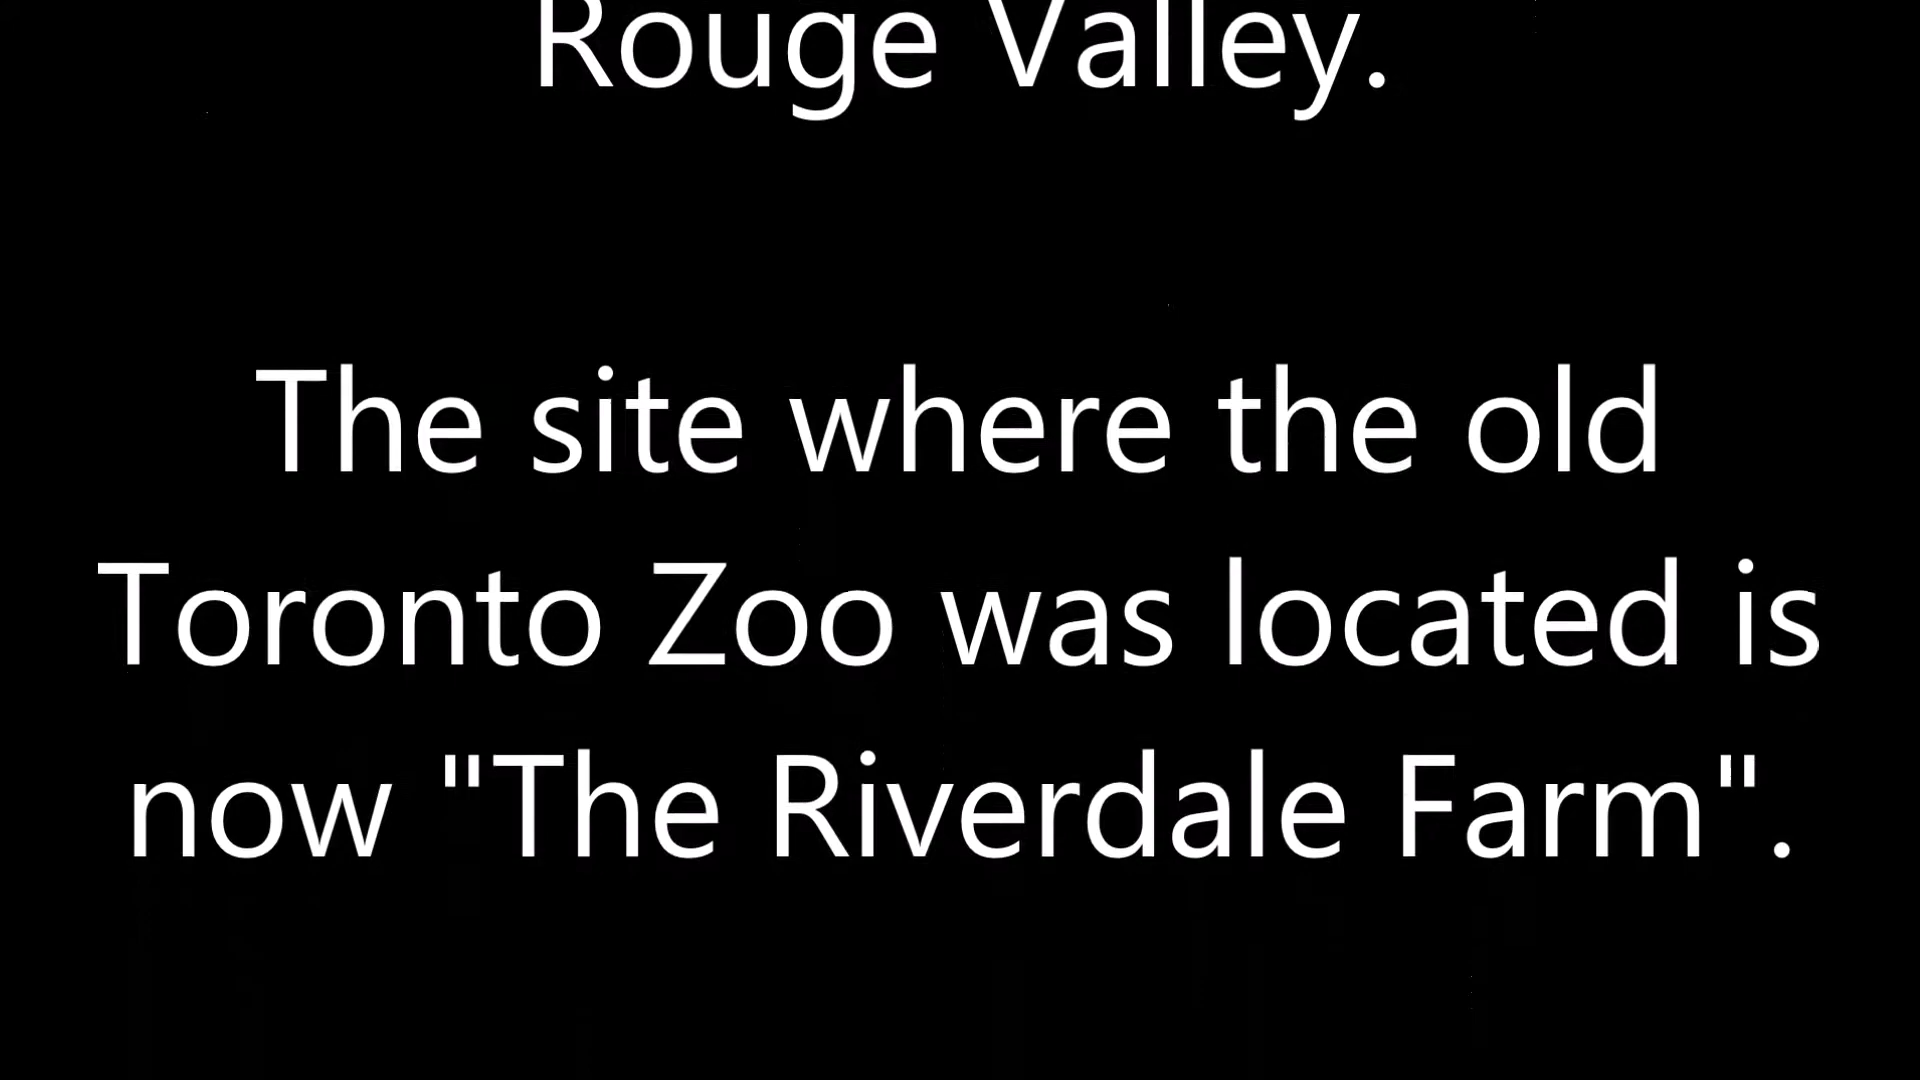 Rouge Valley.
The site where the old
Toronto Zoo was located is
now "The Riverdale Farm".